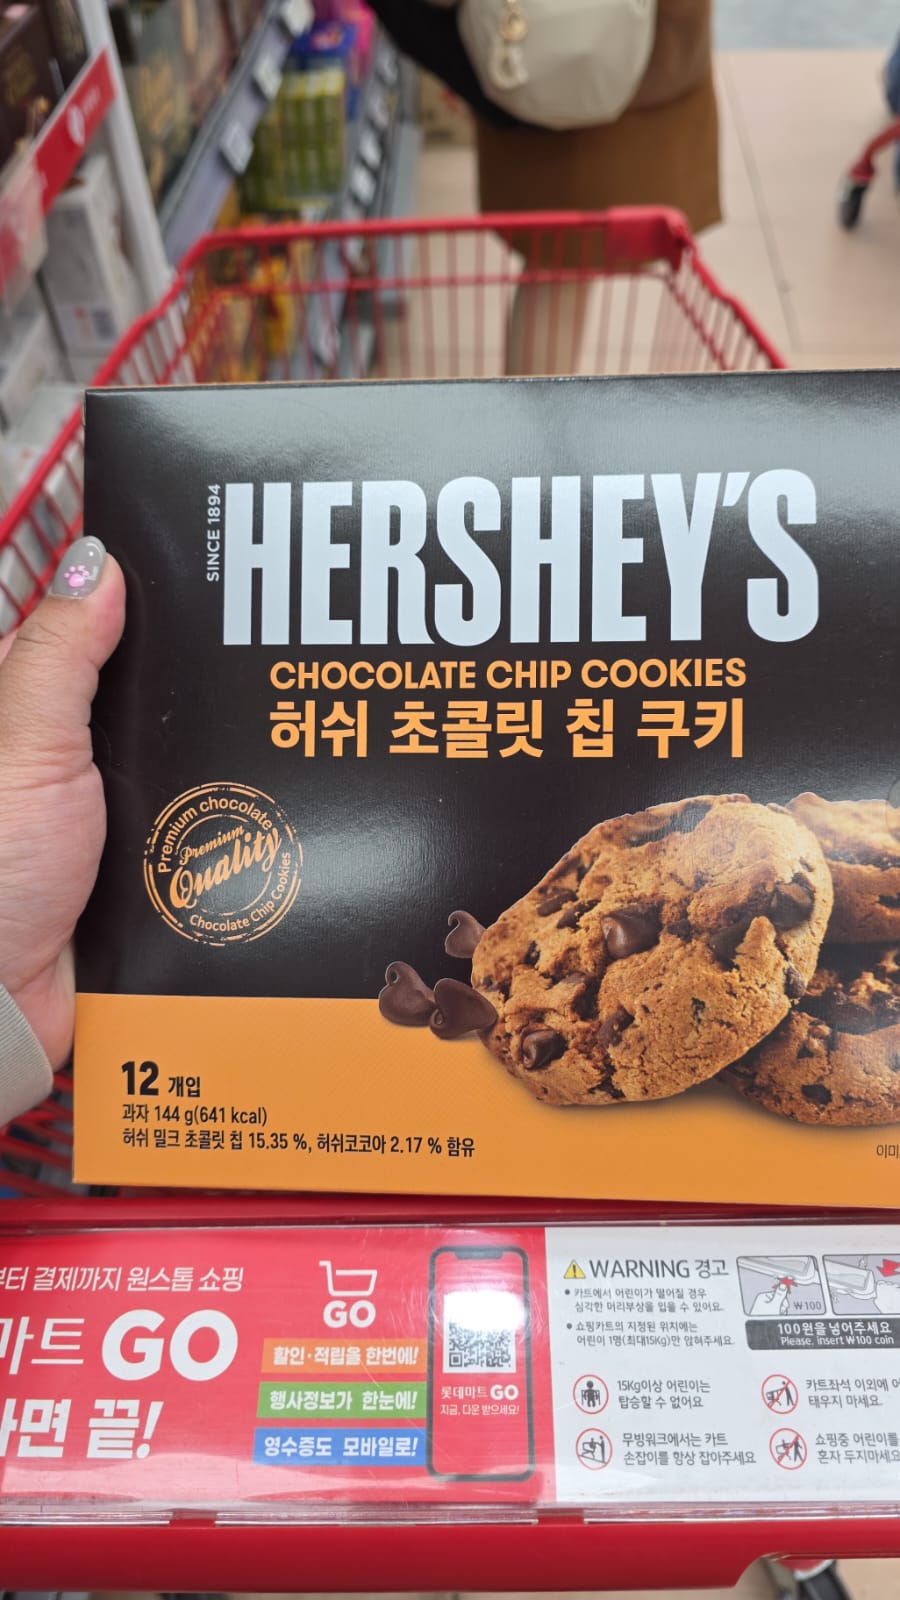 SINCE 1894
HERSHEY'S
CHOCOLATE CHIP COOKIES
허쉬 초콜릿 칩 쿠키
Premium chocolate
Premium
Quality
Chocolate Chip Cookies
12 개입
과자 144 g(641 kcal)
허쉬 밀크 초콜릿 칩 15.35 %, 허쉬코코아 2.17 % 함유
이미
부터 결제까지 원스톱 쇼핑
마트 GO
면 끝!
GO
할인·적립을 한번에!
행사정보가 한눈에!
영수증도 모바일로!
롯데마트 GO
지금, 다운 받으세요!
WARNING 경고
• 카트에서 어린이가 떨어질 경우
심각한 머리부상을 입을 수 있어요.
• 쇼핑카트의 지정된 위치에는
어린이 1명(최대15Kg)만 앉혀주세요.
₩100
100원을 넣어주세요
Please, insert ₩100 coin
15Kg이상 어린이는
탑승할 수 없어요
카트좌석 이외에 어
태우지 마세요.
무빙워크에서는 카트
손잡이를 항상 잡아주세요
쇼핑중 어린이를
혼자 두지마세요